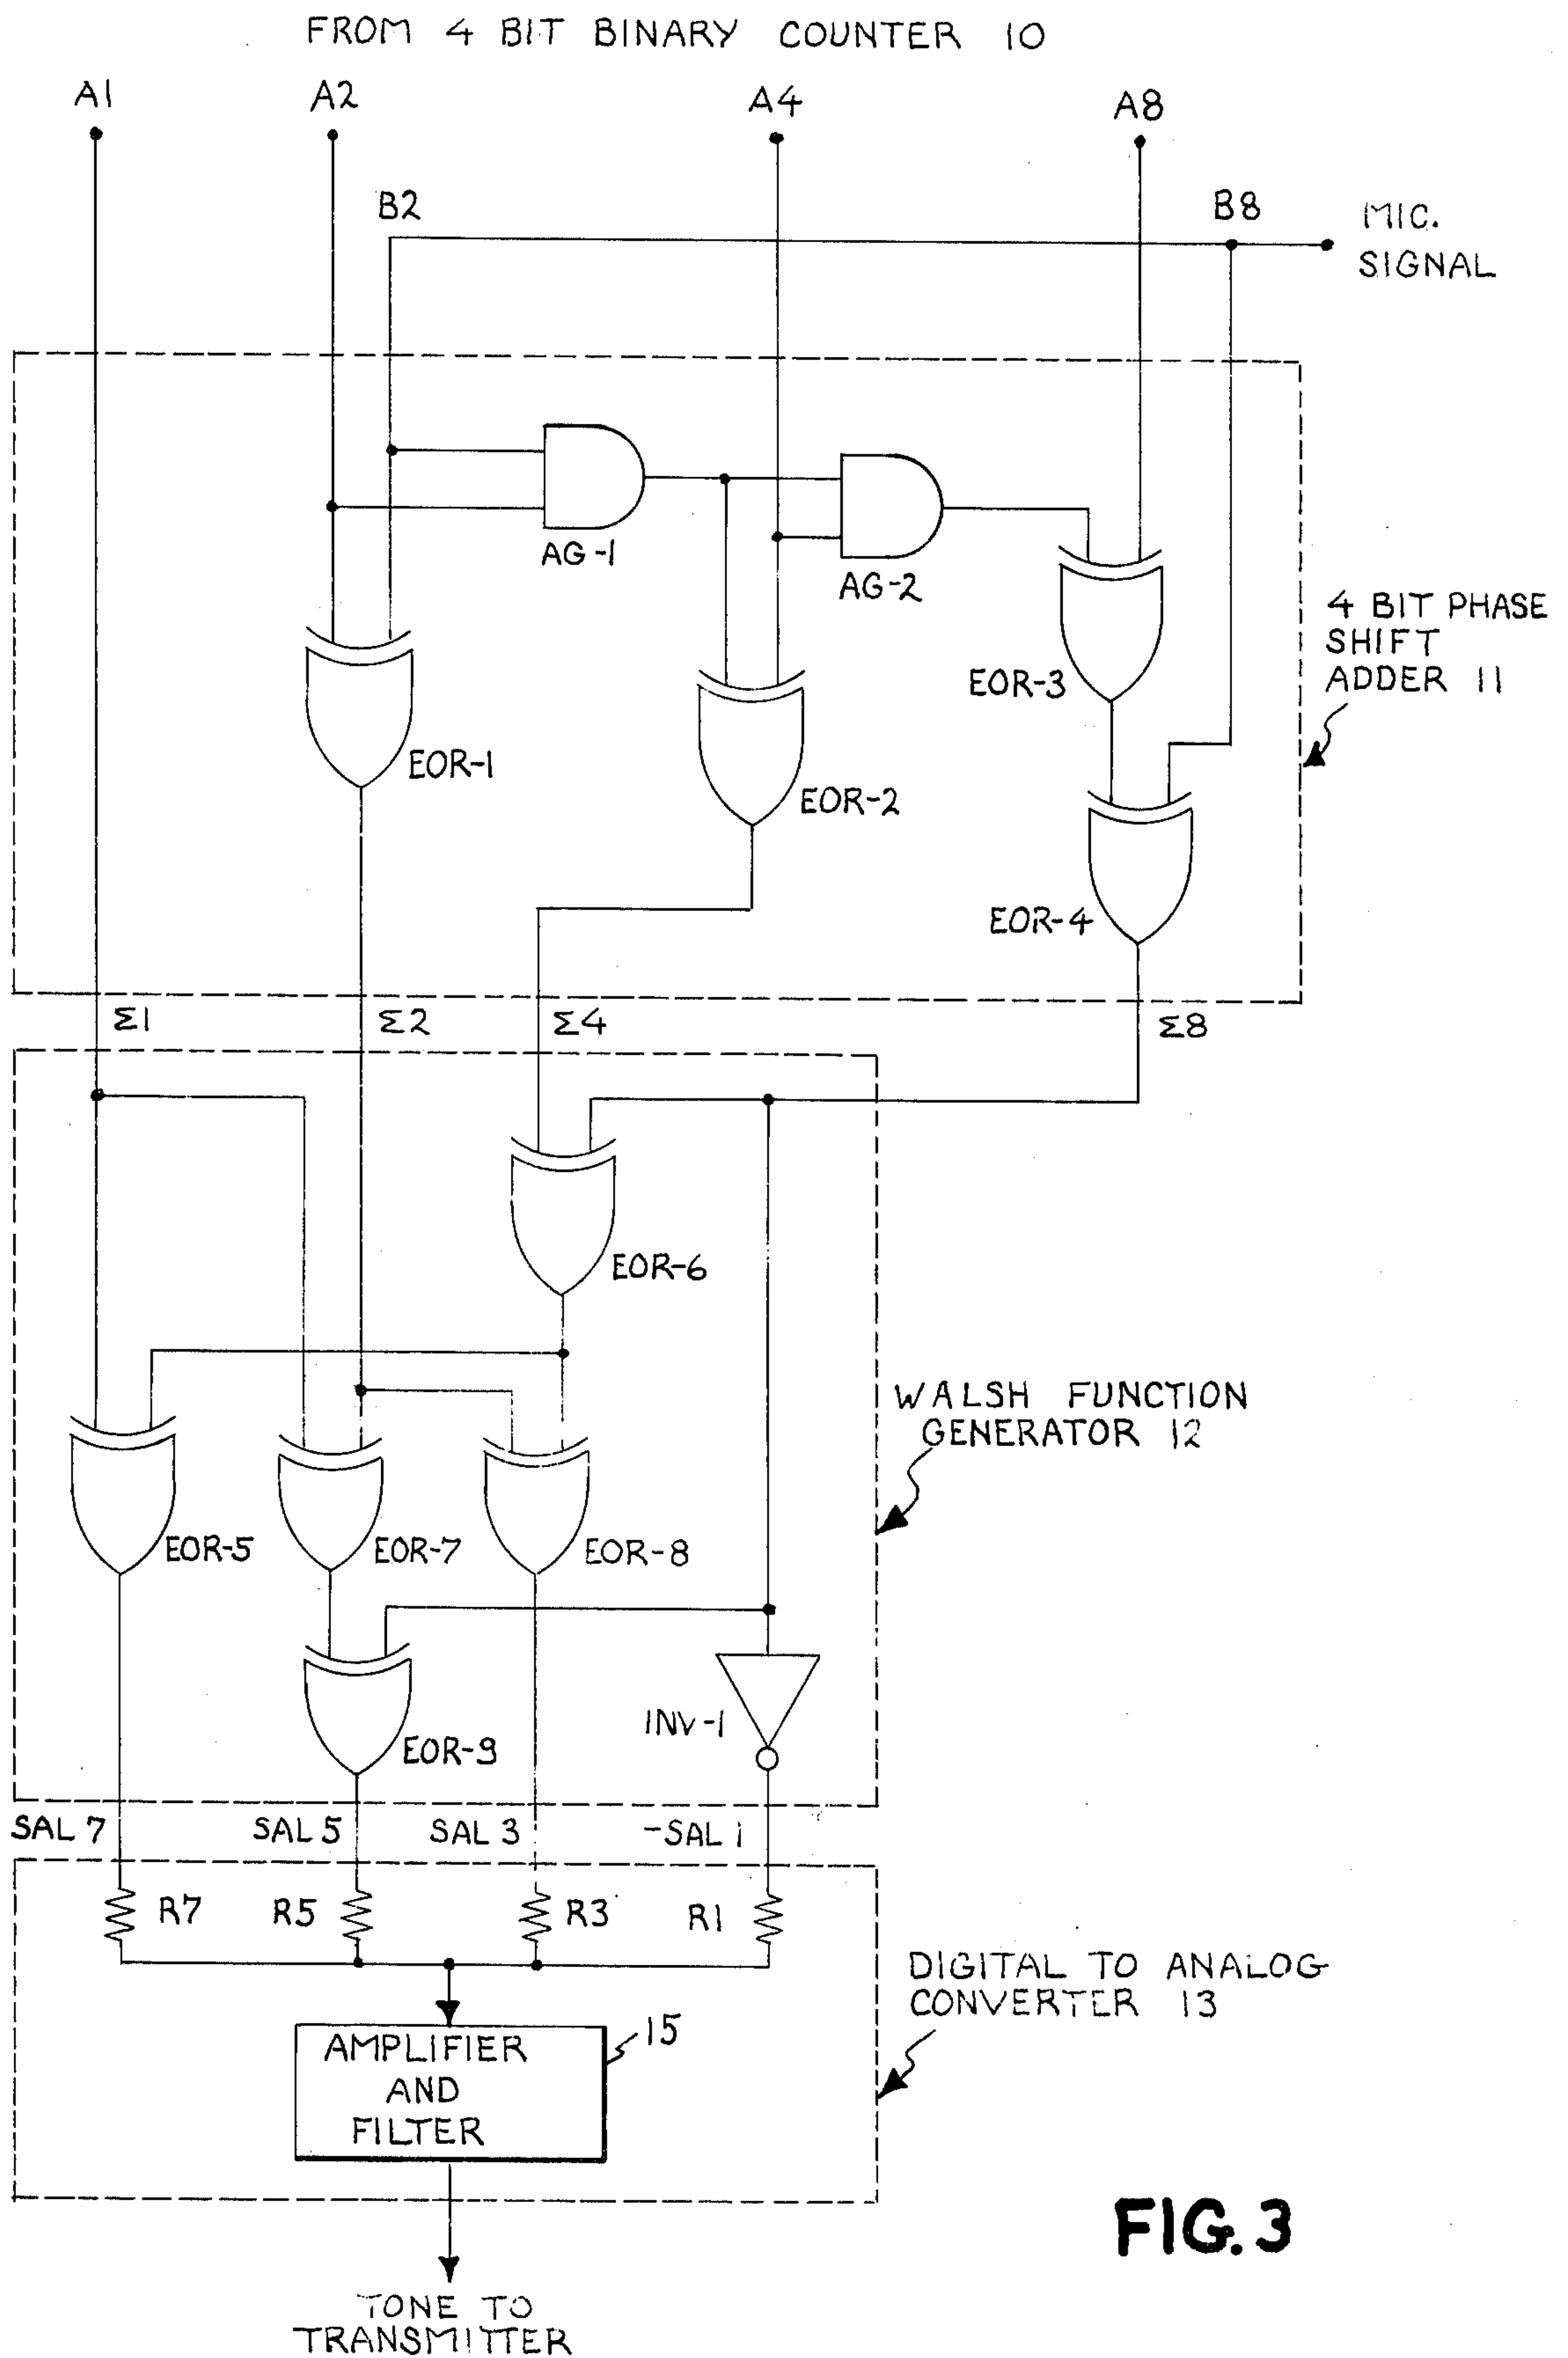 FROM 4 BIT BINARY COUNTER 10
A1
A2
A4
A8
B2
B8
MIC.
SIGNAL
AG-1
AG-2
4 BIT PHASE
SHIFT
ADDER 11
EOR-3
EOR-1
EOR-2
EOR-4
Σ1
Σ2
Σ4
Σ8
EOR-6
WALSH FUNCTION
GENERATOR 12
EOR-5
EOR-7
EOR-8
INV-1
EOR-9
SAL 7
SAL 5
SAL 3
-SAL 1
R7
R5
R3
R1
DIGITAL TO ANALOG
CONVERTER 13
15
AMPLIFIER
AND
FILTER
FIG. 3
TONE TO
TRANSMITTER